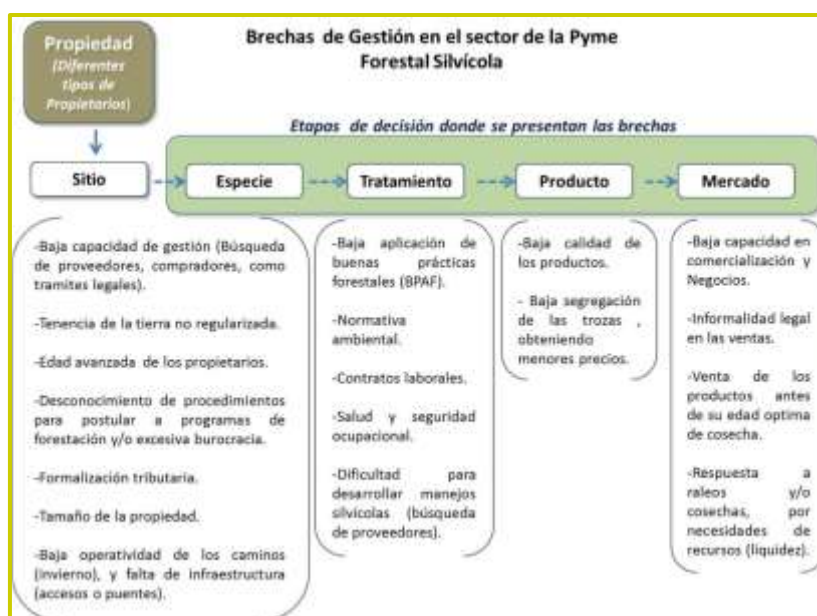 Propiedad
(Diferentes
tipos de
Propietarios)
Brechas de Gestión en el sector de la Pyme
Forestal Silvícola
Etapas de decisión donde se presentan las brechas
Sitio
Especie
Tratamiento
Producto
Mercado
-Baja capacidad de gestión (Búsqueda
de proveedores, compradores, como
tramites legales).
-Tenencia de la tierra no regularizada.
-Edad avanzada de los propietarios.
-Desconocimiento de procedimientos
para postular a programas de
forestación y/o excesiva burocracia.
-Formalización tributaria.
-Tamaño de la propiedad.
-Baja operatividad de los caminos
(invierno), y falta de infraestructura
(accesos o puentes).
-Baja aplicación de
buenas prácticas
forestales (BPAF).
-Normativa
ambiental.
-Contratos laborales.
-Salud y seguridad
ocupacional.
-Dificultad para
desarrollar manejos
silvícolas (búsqueda
de proveedores).
-Baja calidad de
los productos.
- Baja segregación
de las trozas ,
obteniendo
menores precios.
-Baja capacidad en
comercialización y
Negocios.
-Informalidad legal
en las ventas.
-Venta de los
productos antes
de su edad optima
de cosecha.
-Respuesta a
raleos y/o
cosechas, por
necesidades de
recursos (liquidez).